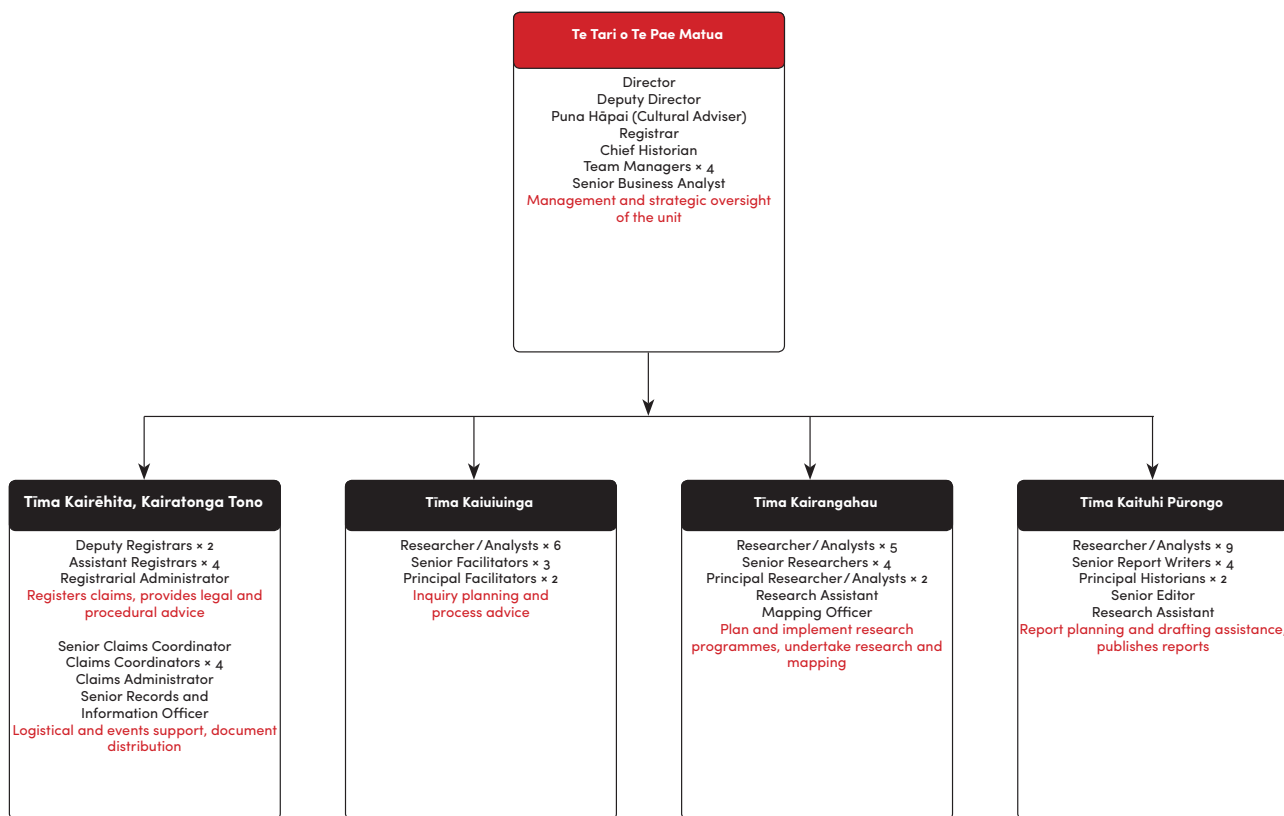 Te Tari o Te Pae Matua
Director
Deputy Director
Puna Hāpai (Cultural Adviser)
Registrar
Chief Historian
Team Managers × 4
Senior Business Analyst
Management and strategic oversight
of the unit
Tīma Kairēhita, Kairatonga Tono
Deputy Registrars × 2
Assistant Registrars × 4
Registrarial Administrator
Registers claims, provides legal and
procedural advice
Senior Claims Coordinator
Claims Coordinators × 4
Claims Administrator
Senior Records and
Information Officer
Logistical and events support, document
distribution
Tīma Kaiuiuinga
Researcher/Analysts × 6
Senior Facilitators × 3
Principal Facilitators × 2
Inquiry planning and
process advice
Tīma Kairangahau
Researcher/Analysts × 5
Senior Researchers × 4
Principal Researcher/Analysts × 2
Research Assistant
Mapping Officer
Plan and implement research
programmes, undertake research and
mapping
Tīma Kaituhi Pūrongo
Researcher/Analysts × 9
Senior Report Writers × 4
Principal Historians × 2
Senior Editor
Research Assistant
Report planning and drafting assistance,
publishes reports